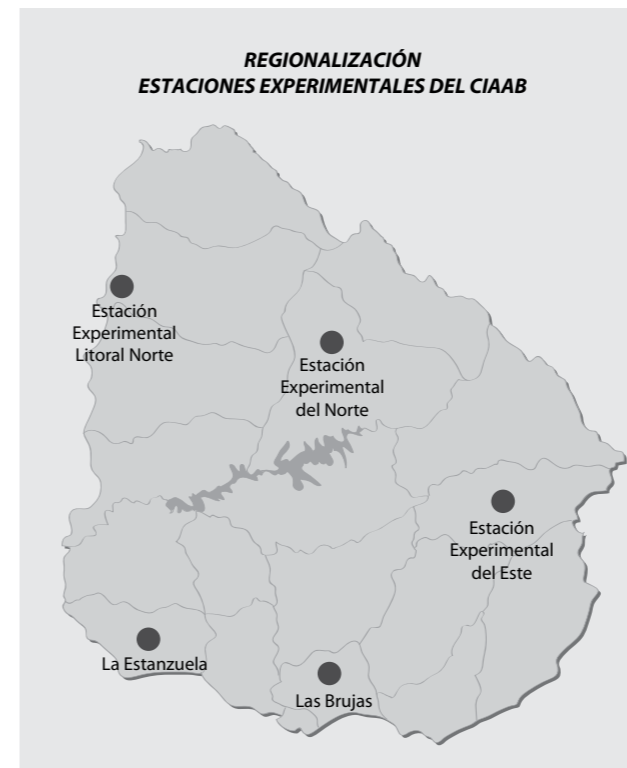 REGIONALIZACIÓN
ESTACIONES EXPERIMENTALES DEL CIAAB
Estación
Experimental
Litoral Norte
Estación
Experimental
del Norte
Estación
Experimental
del Este
La Estanzuela
Las Brujas